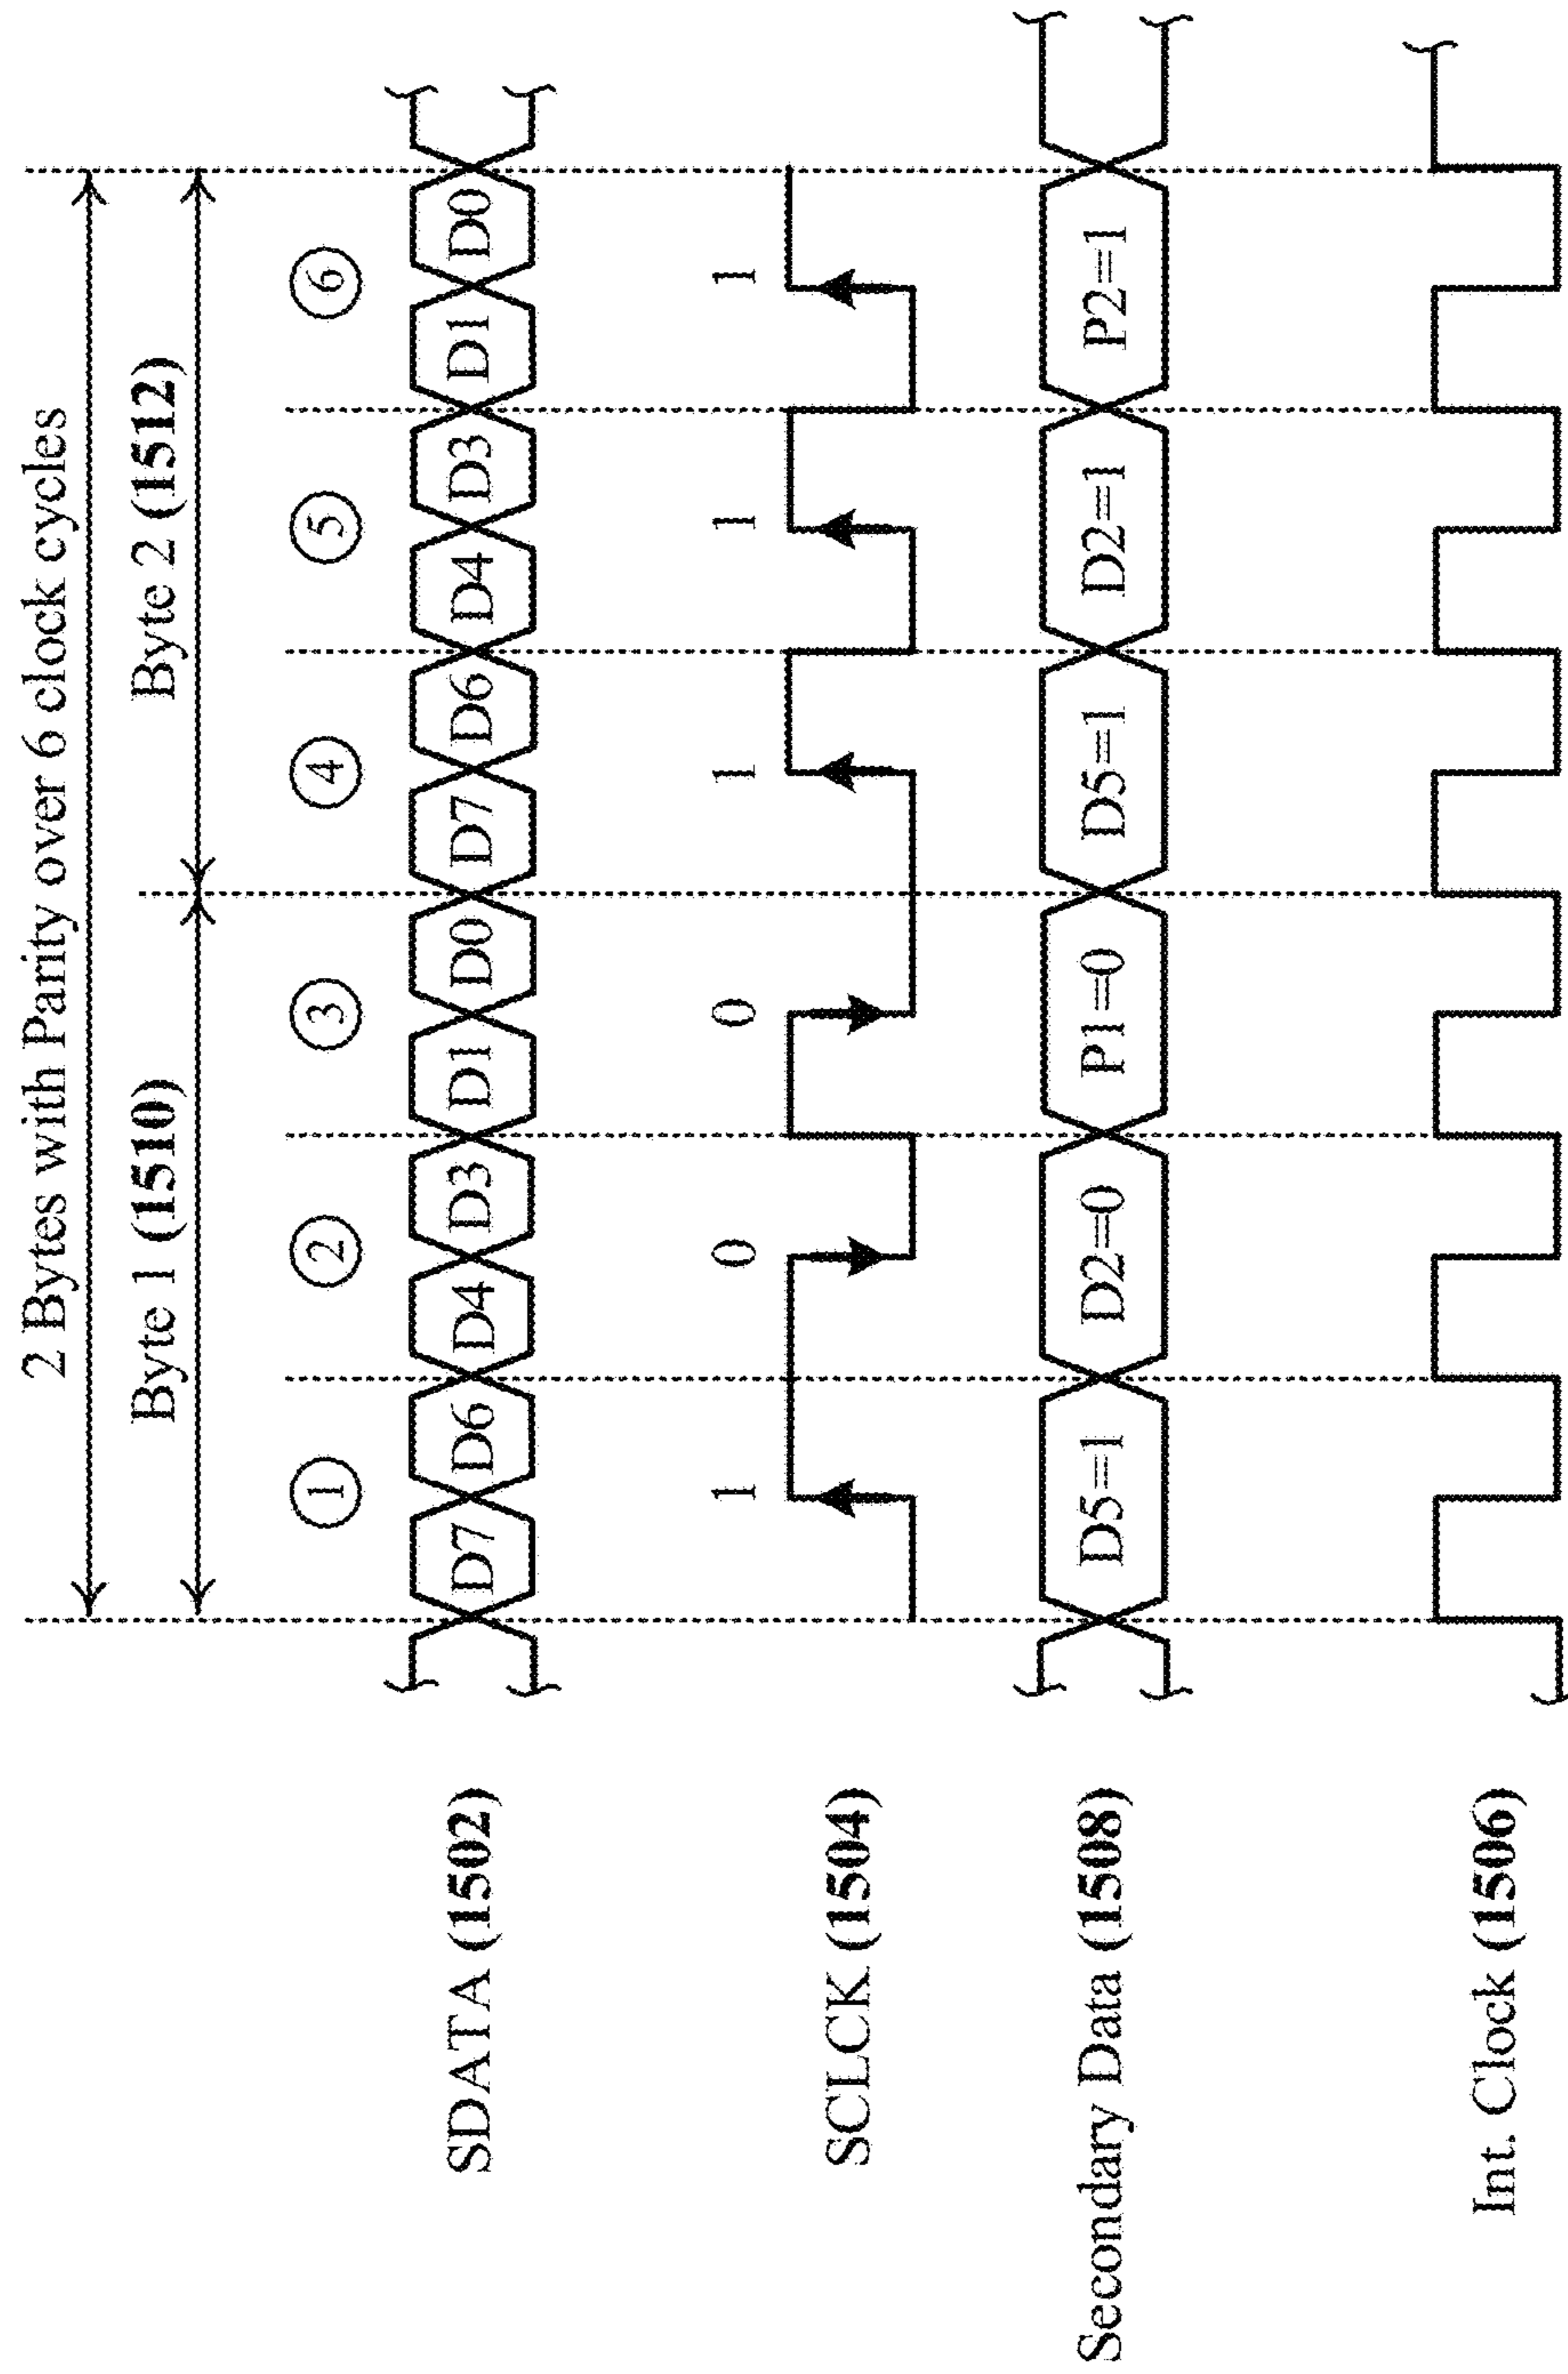 2 Bytes with Parity over 6 clock cycles
Byte 1 (1510) Byte 2 (1512)
① ② ③ ④ ⑤ ⑥
SDATA (1502) D7 D6 D4 D3 D1 D0 D7 D6 D4 D3 D1 D0
1 0 0 1 1 1
SCLCK (1504)
Secondary Data (1508) D5=1 D2=0 P1=0 D5=1 D2=1 P2=1
Int. Clock (1506)